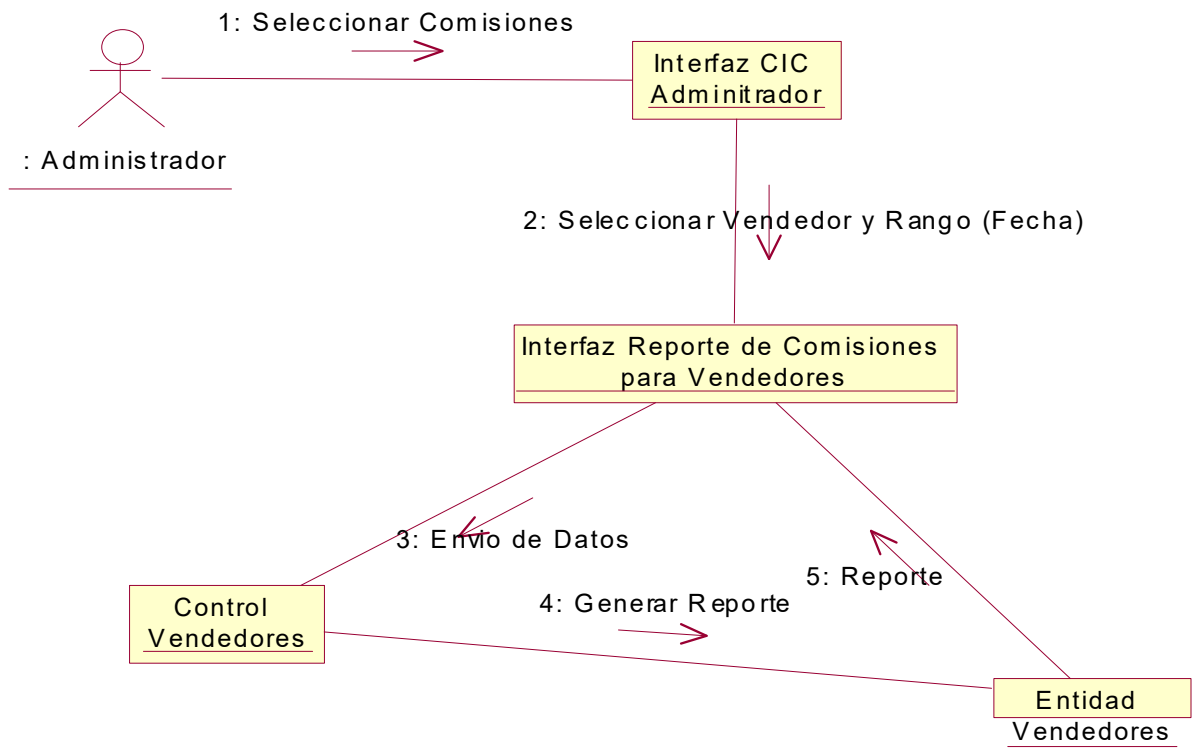 1: Seleccionar Comisiones
Interfaz CIC
Adminitrador
: Administrador
2: Seleccionar Vendedor y Rango (Fecha)
Interfaz Reporte de Comisiones
para Vendedores
3: Envio de Datos
5: Reporte
4: Generar Reporte
Control
Vendedores
Entidad
Vendedores